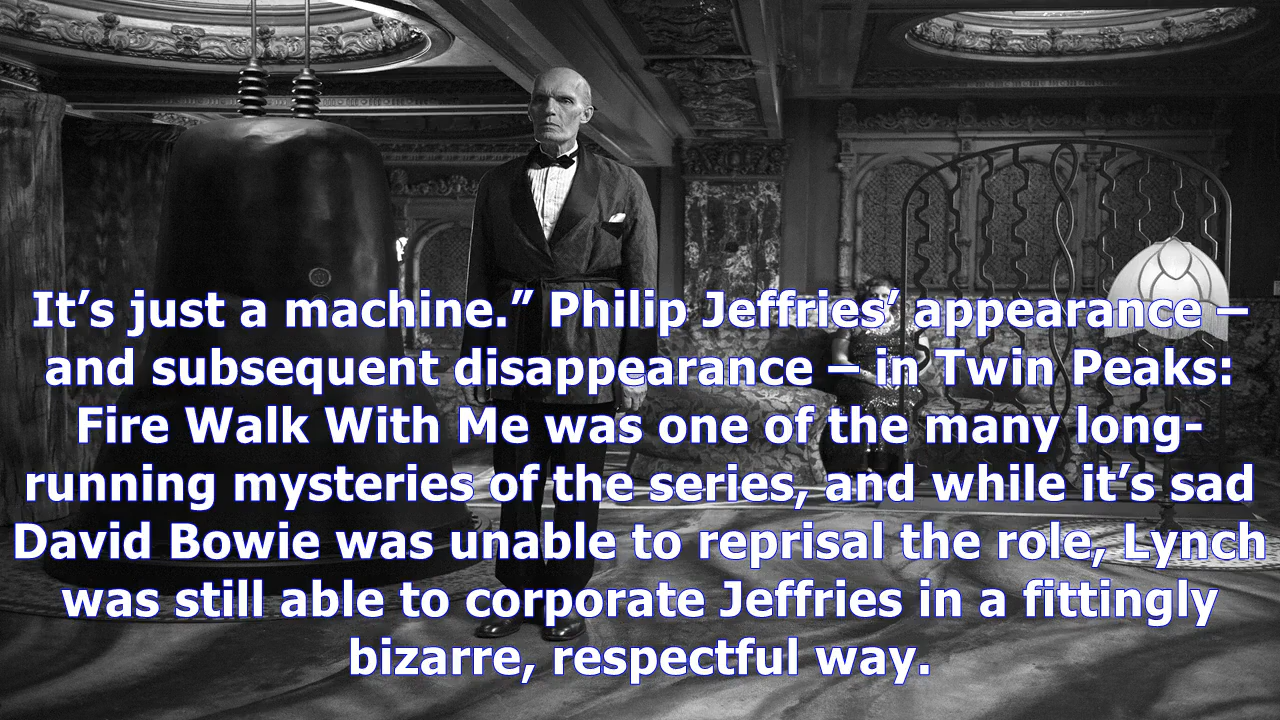 It’s just a machine.” Philip Jeffries’ appearance –
and subsequent disappearance – in Twin Peaks:
Fire Walk With Me was one of the many long-
running mysteries of the series, and while it’s sad
David Bowie was unable to reprisal the role, Lynch
was still able to corporate Jeffries in a fittingly
bizarre, respectful way.